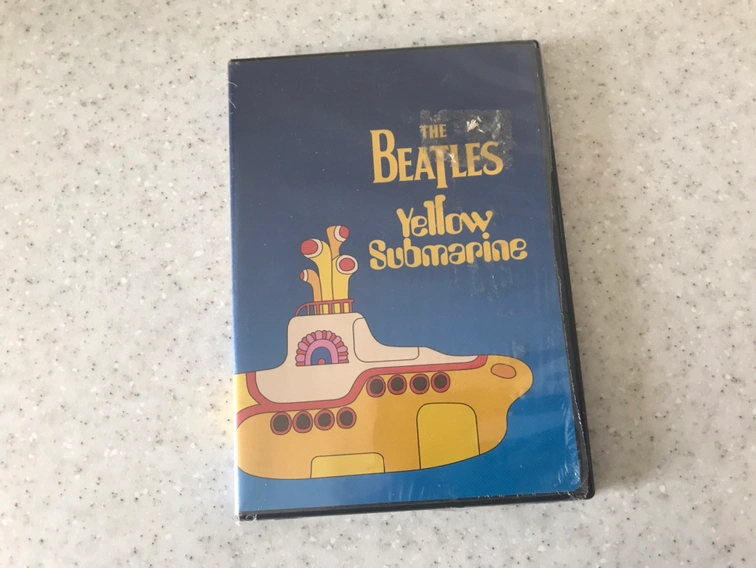 THE
BEATLES
Yellow
Submarine